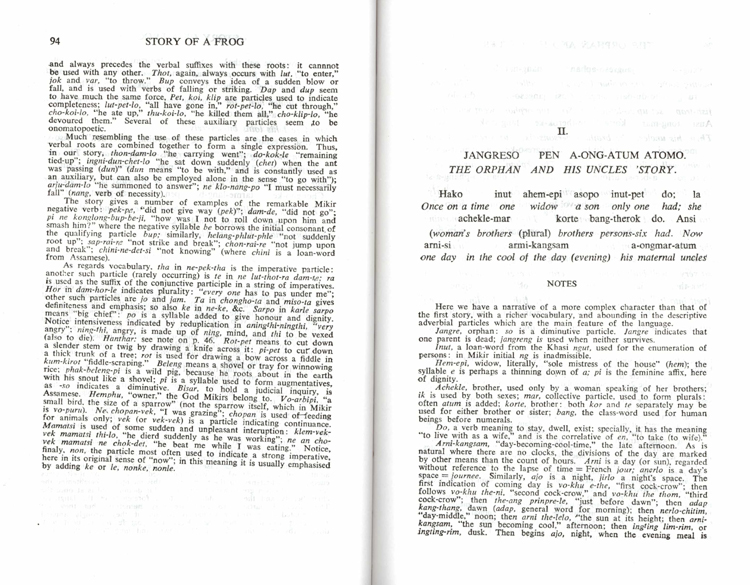 94 STORY OF A FROG
and always precedes the verbal suffixes with these roots: it cannnot
be used with any other. Thot, again, always occurs with lut, "to enter,"
jok and var, "to throw." Bup conveys the idea of a sudden blow or
fall, and is used with verbs of falling or striking. Dap and dup seem
to have much the same force. Pet, koi, klip are particles used to indicate
completeness; lut-pet-lo, "all have gone in," rot-pet-lo, "he cut through,"
cho-koi-lo, "he ate up," thu-koi-lo, "he killed them all," cho-klip-lo, "he
devoured them." Several of these auxiliary particles seem to be
onomatopoetic.
Much resembling the use of these particles are the cases in which
verbal roots are combined together to form a single expression. Thus,
in our story, thon-dam-lo "he carrying went"; do-kok-le "remaining
tied-up"; ingni-dun-chet-lo "he sat down suddenly (chet) when the ant
was passing (dun)" (dun means "to be with," and is constantly used as
an auxiliary, but can also be employed alone in the sense "to go with");
arju-dam-lo "he summoned to answer"; ne klo-nang-po "I must necessarily
fall" (nang, verb of necessity).
The story gives a number of examples of the remarkable Mikir
negative verb: pek-pe, "did not give way (pek)"; dam-de, "did not go";
pi ne konglong-bup-be-ji, "how was I not to roll down upon him and
smash him?" where the negative syllable be borrows the initial consonant of
the qualifying particle bup; similarly, helang-phlut-phle "not suddenly
root up"; sap-rai-re "not strike and break"; chon-rai-re "not jump upon
and break"; chini-ne-det-si "not knowing" (where chini is a loan-word
from Assamese).
As regards vocabulary, tha in ne-pek-tha is the imperative particle:
another such particle (rarely occurring) is te in ne lut-thot-ra dam-te; ra
is used as the suffix of the conjunctive participle in a string of imperatives.
Hor in dam-hor-le indicates plurality: "every one has to pass under me";
other such particles are jo and jam. Ta in chongho-ta and miso-ta gives
definiteness and emphasis; so also ke in ne-ke, &c. Sarpo in karle sarpo
means "big chief": po is a syllable added to give honour and dignity.
Notice intensiveness indicated by reduplication in aningthi-ningthi, "very
angry"; ning-thi, angry, is made up of ning, mind, and thi to be vexed
(also to die). Hanthar: see note on p. 46. Rot-pet means to cut down
a slender stem or twig by drawing a knife across it: pi-pet to cut down
a thick trunk of a tree; rot is used for drawing a bow across a fiddle in
kum-kirot "fiddle-scraping." Beleng means a shovel or tray for winnowing
rice; phak-beleng-pi is a wild pig, because he roots about in the earth
with his snout like a shovel; pi is a syllable used to form augmentatives,
as -so indicates a diminutive. Bisar, to hold a judicial inquiry, is
Assamese. Hemphu, "owner," the God Mikirs belong to. Vo-arbipi, "a
small bird, the size of a sparrow" (not the sparrow itself, which in Mikir
is vo-puru). Ne chopan-vek, "I was grazing"; chopan is used of feeding
for animals only; vek (or vek-vek) is a particle indicating continuance.
Mamatsi is used of some sudden and unpleasant interuption: klem-vek-
vek mamatsi thi-lo, "he dierd suddenly as he was working"; ne an cho-
vek mamatsi ne chok-det, "he beat me while I was eating." Notice,
finaly, non, the particle most often used to indicate a strong imperative,
here in its original sense of "now"; in this meaning it is usually emphasised
by adding ke or le, nonke, nonle.
II.
JANGRESO PEN A-ONG-ATUM ATOMO.
THE ORPHAN AND HIS UNCLES 'STORY.
Hako inut ahem-epi asopo inut-pet do; la
Once on a time one widow a son only one had; she
achekle-mar korte bang-therok do. Ansi
(woman's brothers (plural) brothers persons-six had. Now
arni-si armi-kangsam a-ongmar-atum
one day in the cool of the day (evening) his maternal uncles
NOTES
Here we have a narrative of a more complex character than that of
the first story, with a richer vocabulary, and abounding in the descriptive
adverbial particles which are the main feature of the language.
Jangre, orphan: so is a diminutive particle. Jangre indicates that
one parent is dead; jangreng is used when neither survives.
Inut, a loan-word from the Khasi ngut, used for the enumeration of
persons: in Mikir initial ng is inadmissible.
Hem-epi, widow, literally, "sole mistress of the house" (hem); the
syllable e is perhaps a thinning down of a; pi is the feminine affix, here
of dignity.
Achekle, brother, used only by a woman speaking of her brothers;
ik is used by both sexes; mar, collective particle, used to form plurals:
often atum is added; korte, brother: both kor and te separately may be
used for either brother or sister; bang, the class-word used for human
beings before numerals.
Do, a verb meaning to stay, dwell, exist; specially, it has the meaning
"to live with as a wife," and is the correlative of en, "to take (to wife)."
Arni-kangsam, "day-becoming-cool-time," the late afternoon. As is
natural where there are no clocks, the divisions of the day are marked
by other means than the count of hours. Arni is a day (or sun), regarded
without reference to the lapse of time = French jour; anerlo is a day's
space = journee. Similarly, ajo is a night, jirlo a night's space. The
first indication of coming day is vo-khu e-the, "first cock-crow"; then
follows vo-khu the-ni, "second cock-crow," and vo-khu the thom, "third
cock-crow"; then the-ang prinpre-le, "just before dawn"; then adap
kang-thang, dawn (adap, general word for morning); then nerlo-chitim,
"day-middle," noon; then arni the-lelo, "the sun at its height; then arni-
kangsam, "the sun becoming cool," afternoon; then ingting lim-rim, or
ingting-rim, dusk. Then begins ajo, night, when the evening meal is